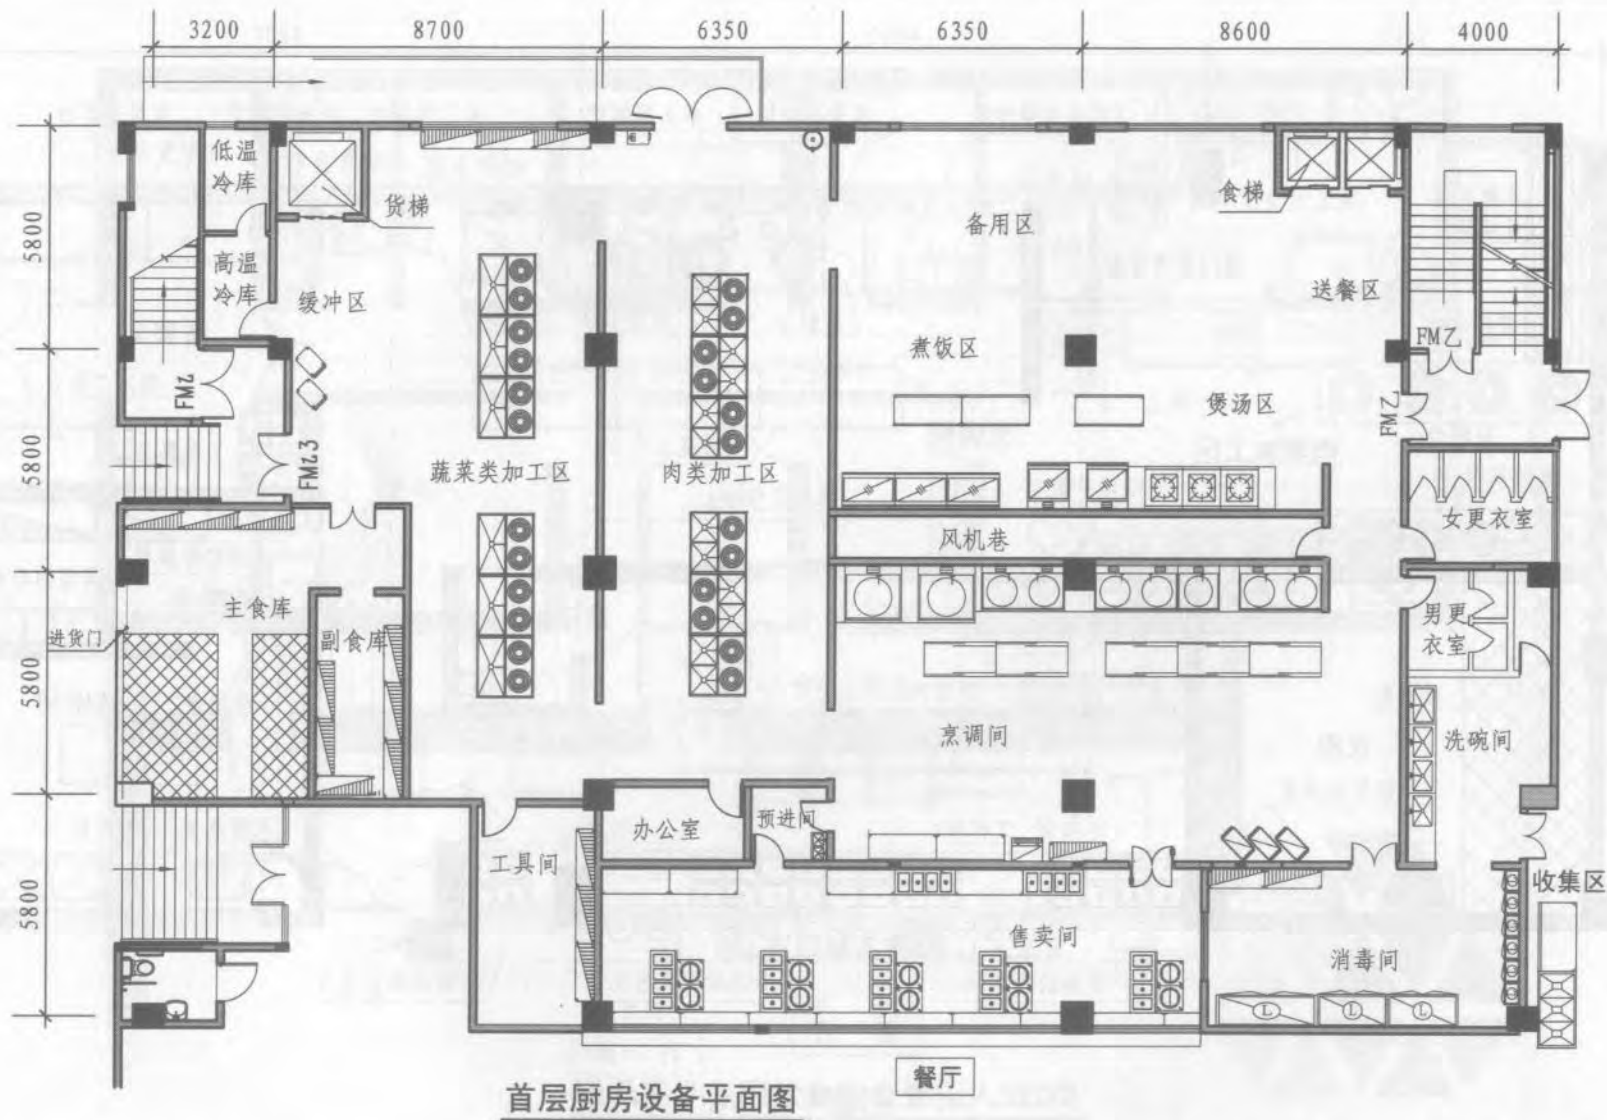 3200 8700 6350 6350 8600 4000
低温
冷库
货梯
食梯
备用区
5800
高温
冷库
缓冲区
送餐区
FM乙
煮饭区
煲汤区
FM乙
FM乙
FM乙3
5800
蔬菜类加工区
肉类加工区
女更衣室
风机巷
主食库
进货门
副食库
男更
衣室
5800
烹调间
洗碗间
办公室
预进间
工具间
收集区
5800
售卖间
消毒间
L L L
餐厅
首层厨房设备平面图